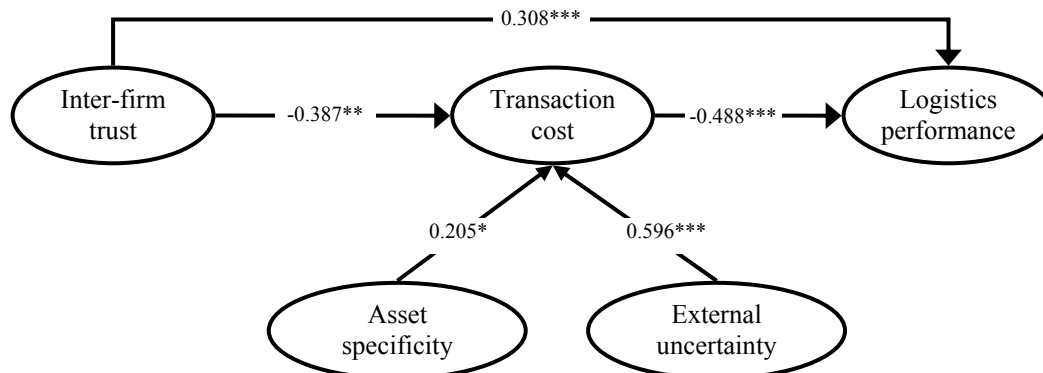 0.308***
Inter-firm
trust
-0.387**
Transaction
cost
-0.488***
Logistics
performance
0.205*
0.596***
Asset
specificity
External
uncertainty